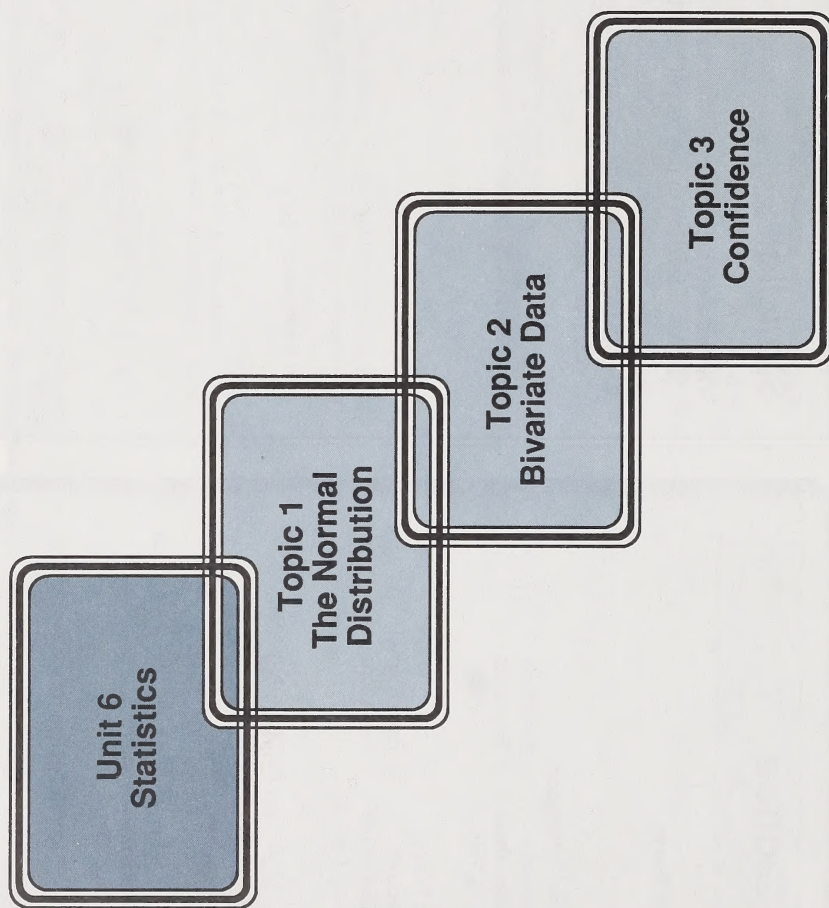 Unit 6
Statistics
Topic 1
The Normal
Distribution
Topic 2
Bivariate Data
Topic 3
Confidence